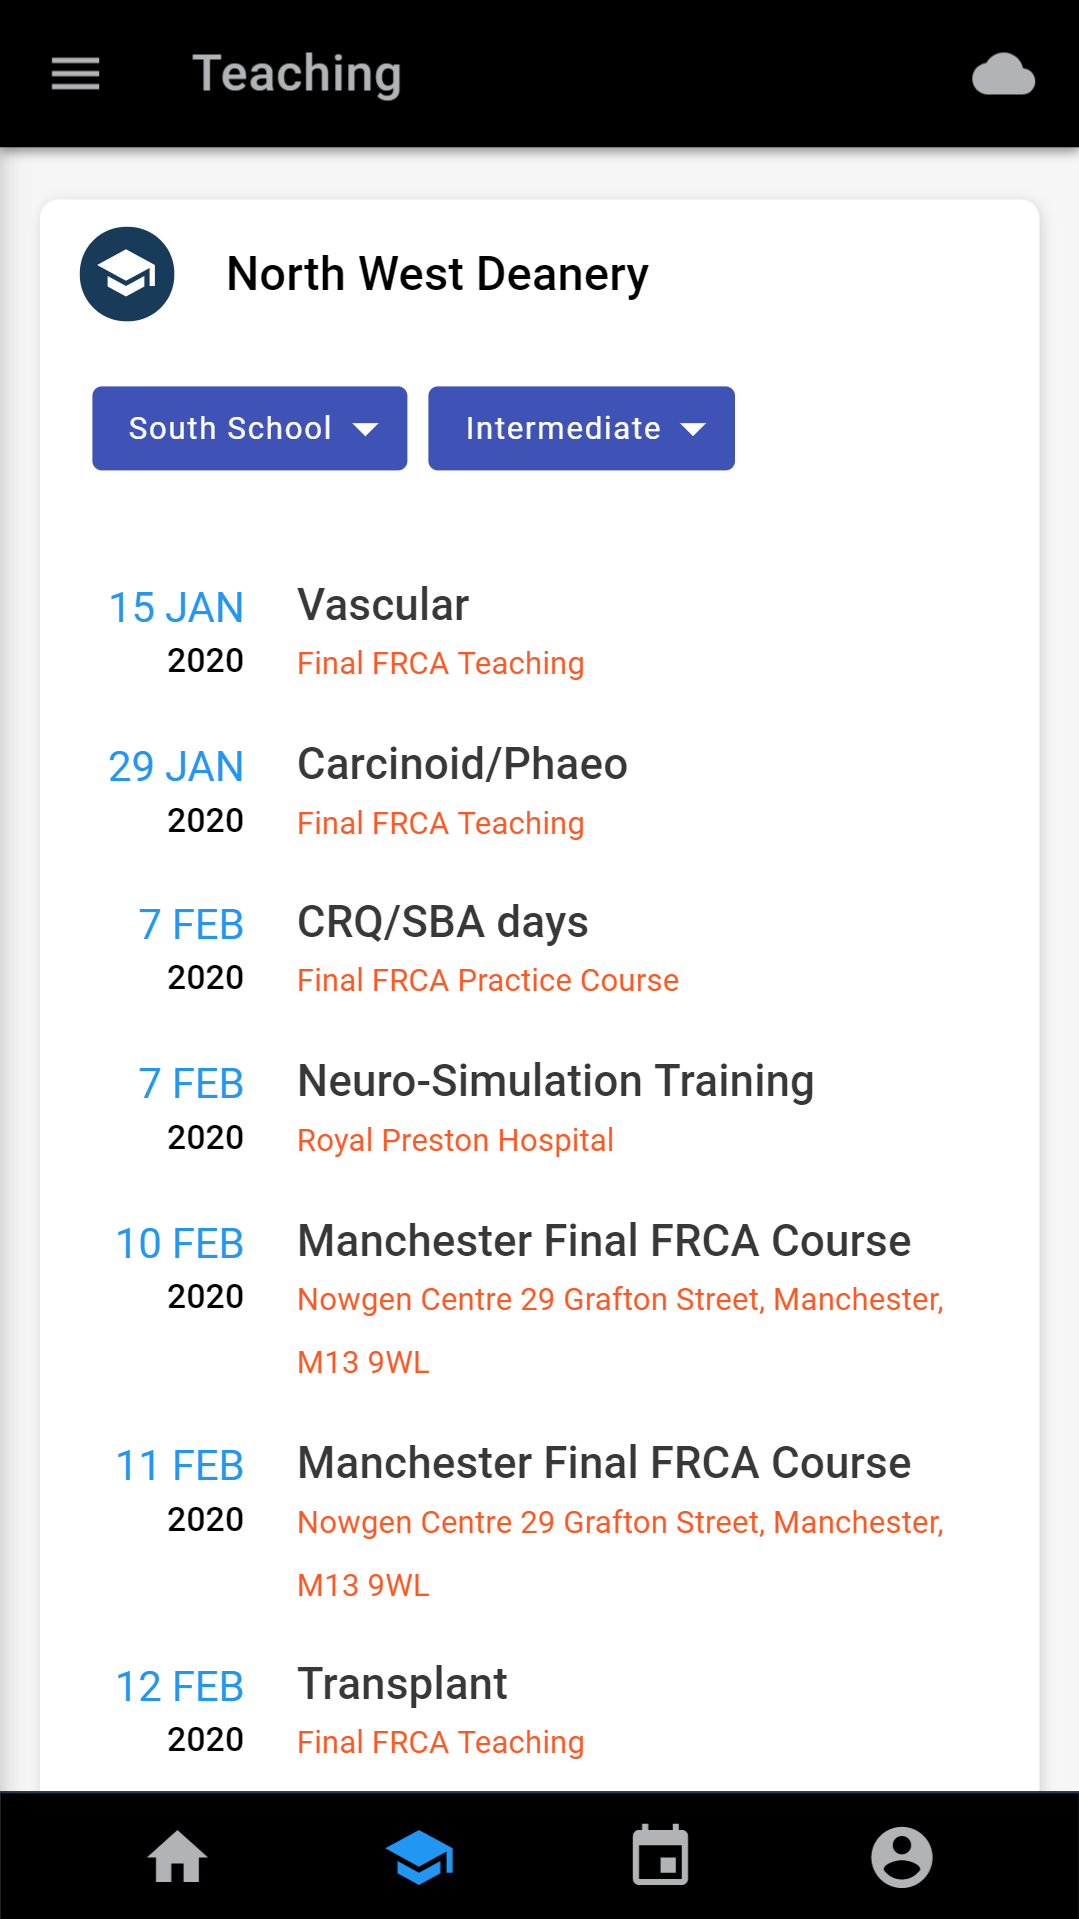 Teaching
North West Deanery
South School
Intermediate
15 JAN
2020
Vascular
Final FRCA Teaching
29 JAN
2020
Carcinoid/Phaeo
Final FRCA Teaching
7 FEB
2020
CRQ/SBA days
Final FRCA Practice Course
7 FEB
2020
Neuro-Simulation Training
Royal Preston Hospital
10 FEB
2020
Manchester Final FRCA Course
Nowgen Centre 29 Grafton Street, Manchester,
M13 9WL
11 FEB
2020
Manchester Final FRCA Course
Nowgen Centre 29 Grafton Street, Manchester,
M13 9WL
12 FEB
2020
Transplant
Final FRCA Teaching